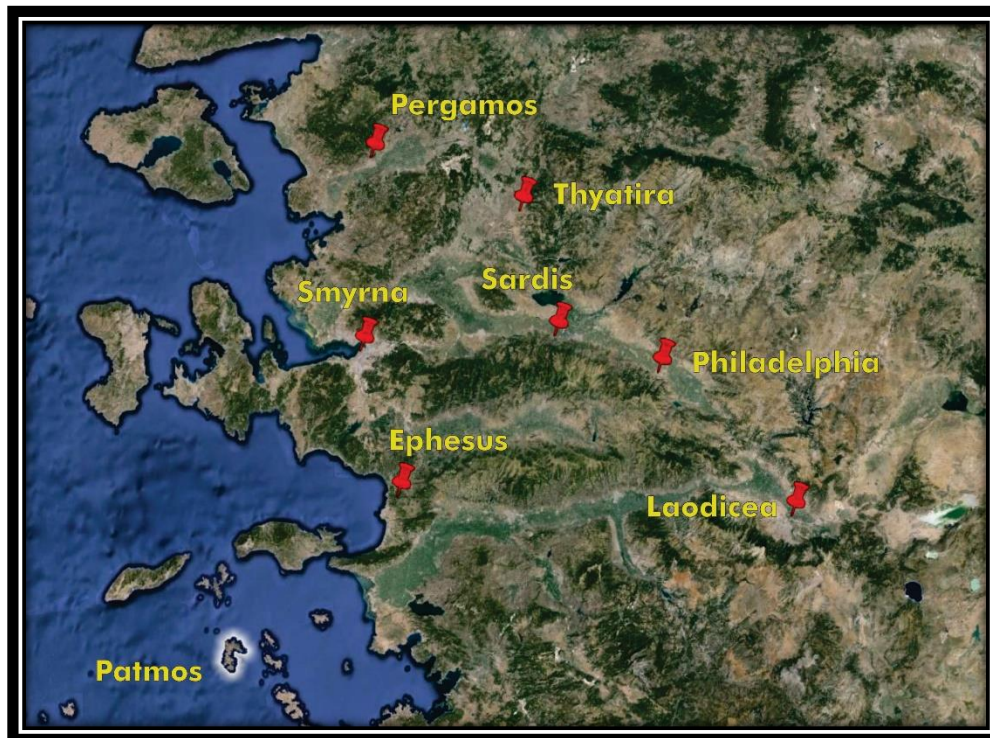 Pergamos
Thyatira
Sardis
Smyrna
Philadelphia
Ephesus
Laodicea
Patmos